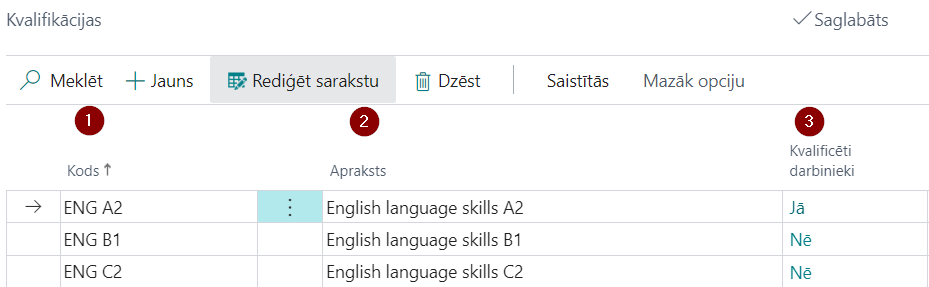 Kvalifikācijas Saglabāts
Meklēt Jauns Rediģēt sarakstu Dzēst Saistītās Mazāk opciju
1 2 3
Kods ↑ Apraksts Kvalificēti
darbinieki
ENG A2 English language skills A2 Jā
ENG B1 English language skills B1 Nē
ENG C2 English language skills C2 Nē